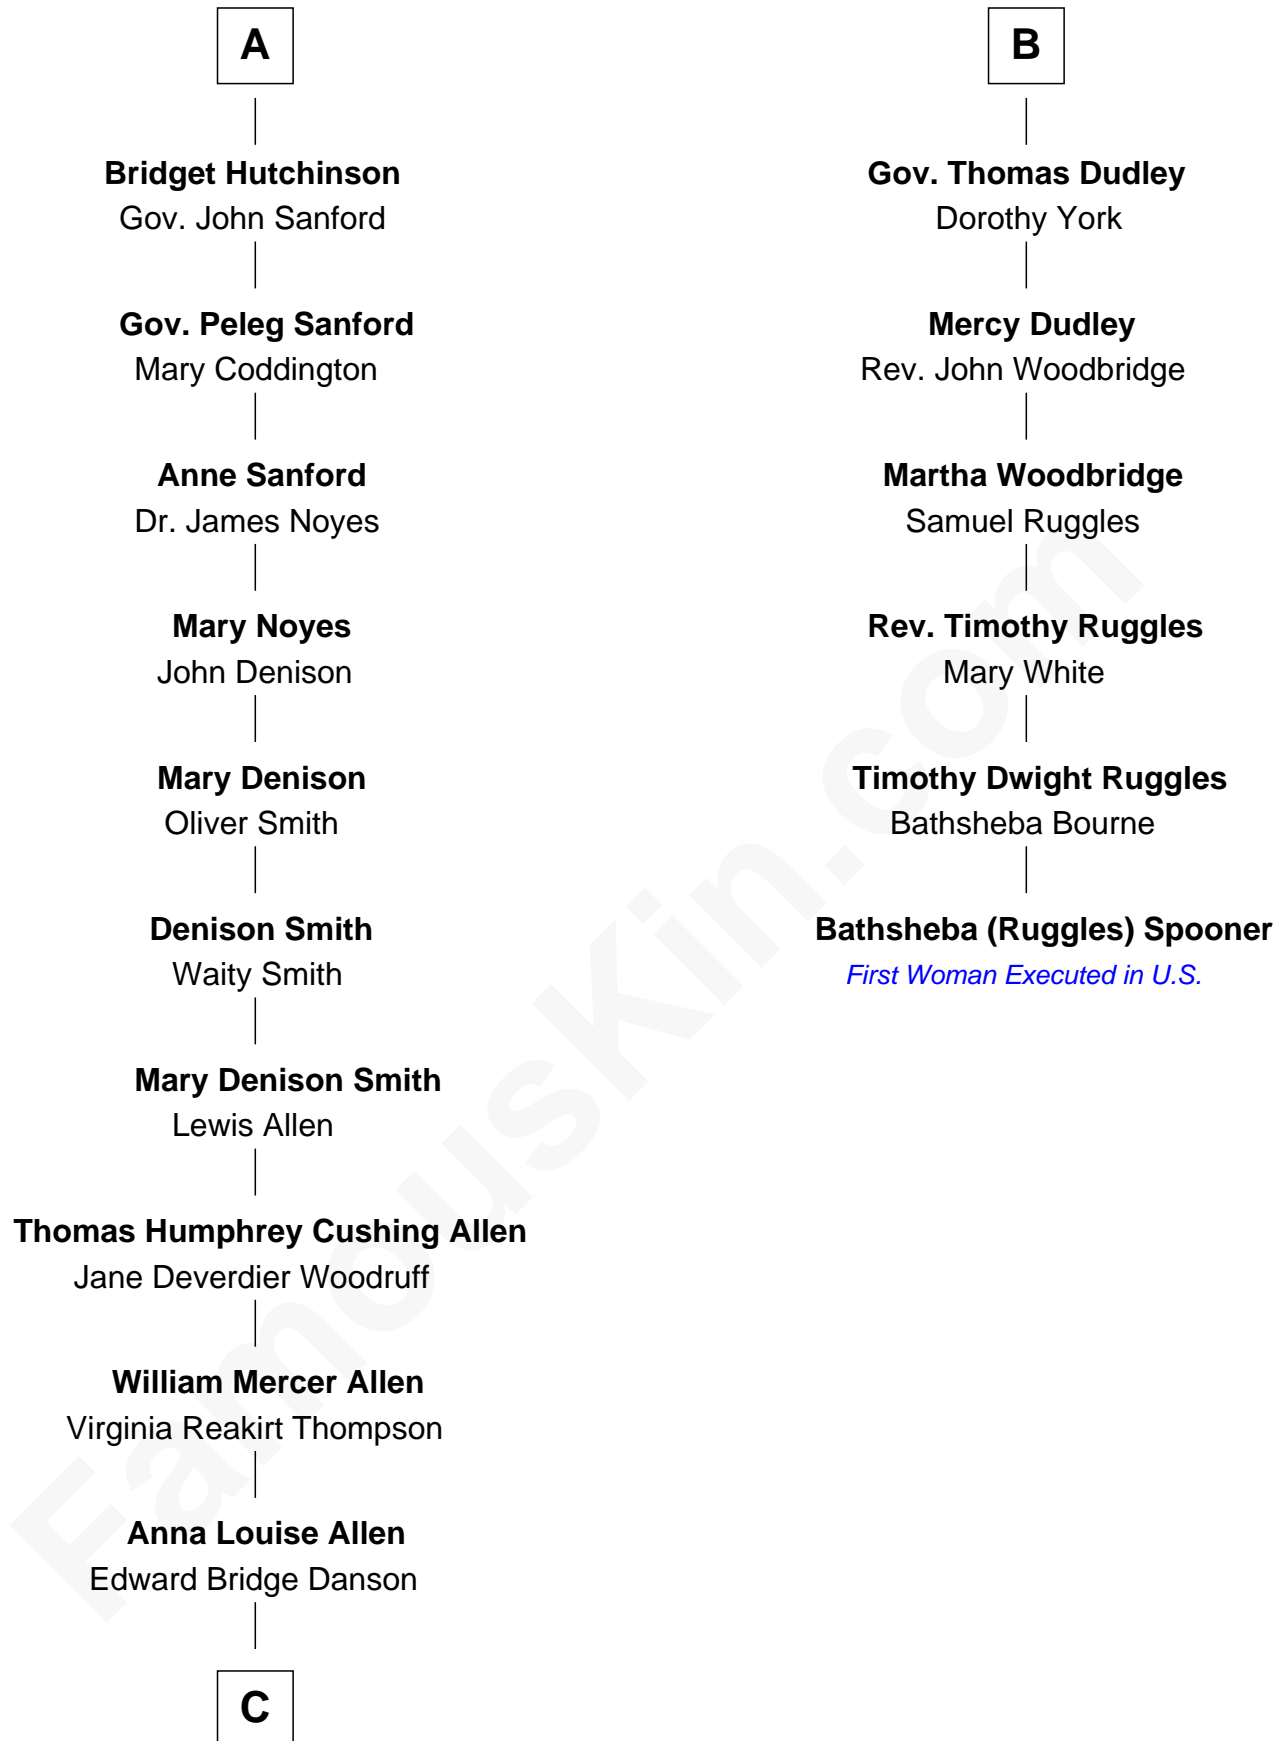 A
Bridget Hutchinson
Gov. John Sanford
Gov. Peleg Sanford
Mary Coddington
Anne Sanford
Dr. James Noyes
Mary Noyes
John Denison
Mary Denison
Oliver Smith
Denison Smith
Waity Smith
Mary Denison Smith
Lewis Allen
Thomas Humphrey Cushing Allen
Jane Deverdier Woodruff
William Mercer Allen
Virginia Reakirt Thompson
Anna Louise Allen
Edward Bridge Danson
C
B
Gov. Thomas Dudley
Dorothy York
Mercy Dudley
Rev. John Woodbridge
Martha Woodbridge
Samuel Ruggles
Rev. Timothy Ruggles
Mary White
Timothy Dwight Ruggles
Bathsheba Bourne
Bathsheba (Ruggles) Spooner
First Woman Executed in U.S.
FamousKin.com